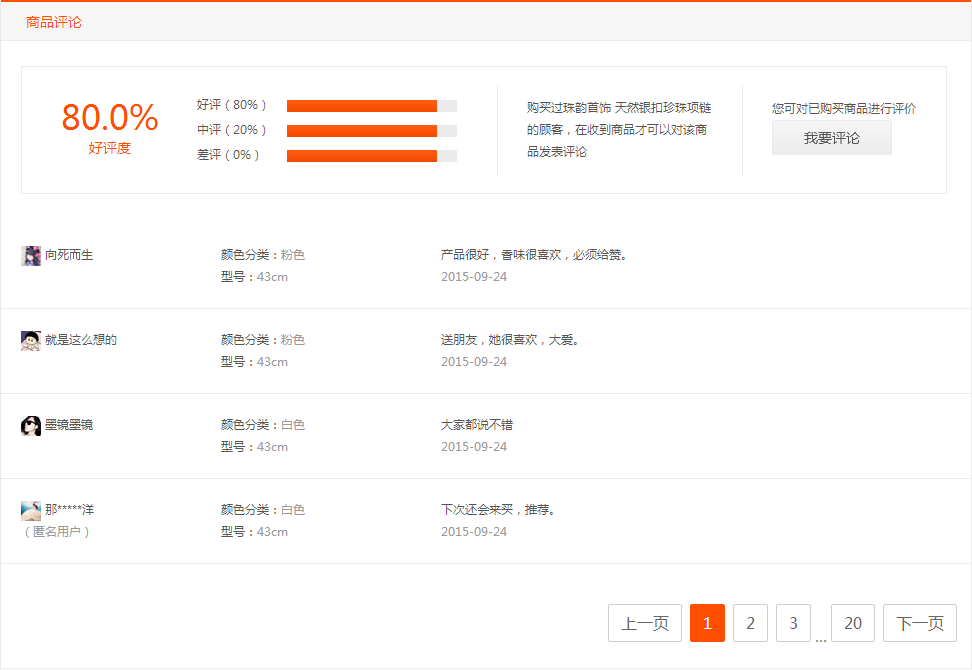 商品评论
80.0%
好评度
好评（80%）
中评（20%）
差评（0%）
购买过珠韵首饰 天然银扣珍珠项链
的顾客，在收到商品才可以对该商
品发表评论
您可对已购买商品进行评价
我要评论
向死而生
颜色分类：粉色
型号：43cm
产品很好，香味很喜欢，必须给赞。
2015-09-24
就是这么想的
颜色分类：粉色
型号：43cm
送朋友，她很喜欢，大爱。
2015-09-24
墨镜墨镜
颜色分类：白色
型号：43cm
大家都说不错
2015-09-24
那*****洋
（匿名用户）
颜色分类：白色
型号：43cm
下次还会来买，推荐。
2015-09-24
上一页 1 2 3 ... 20 下一页